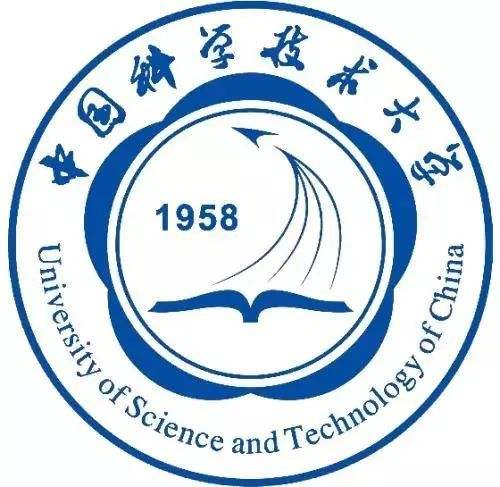 中国科学技术大学
1958
University of Science and Technology of China